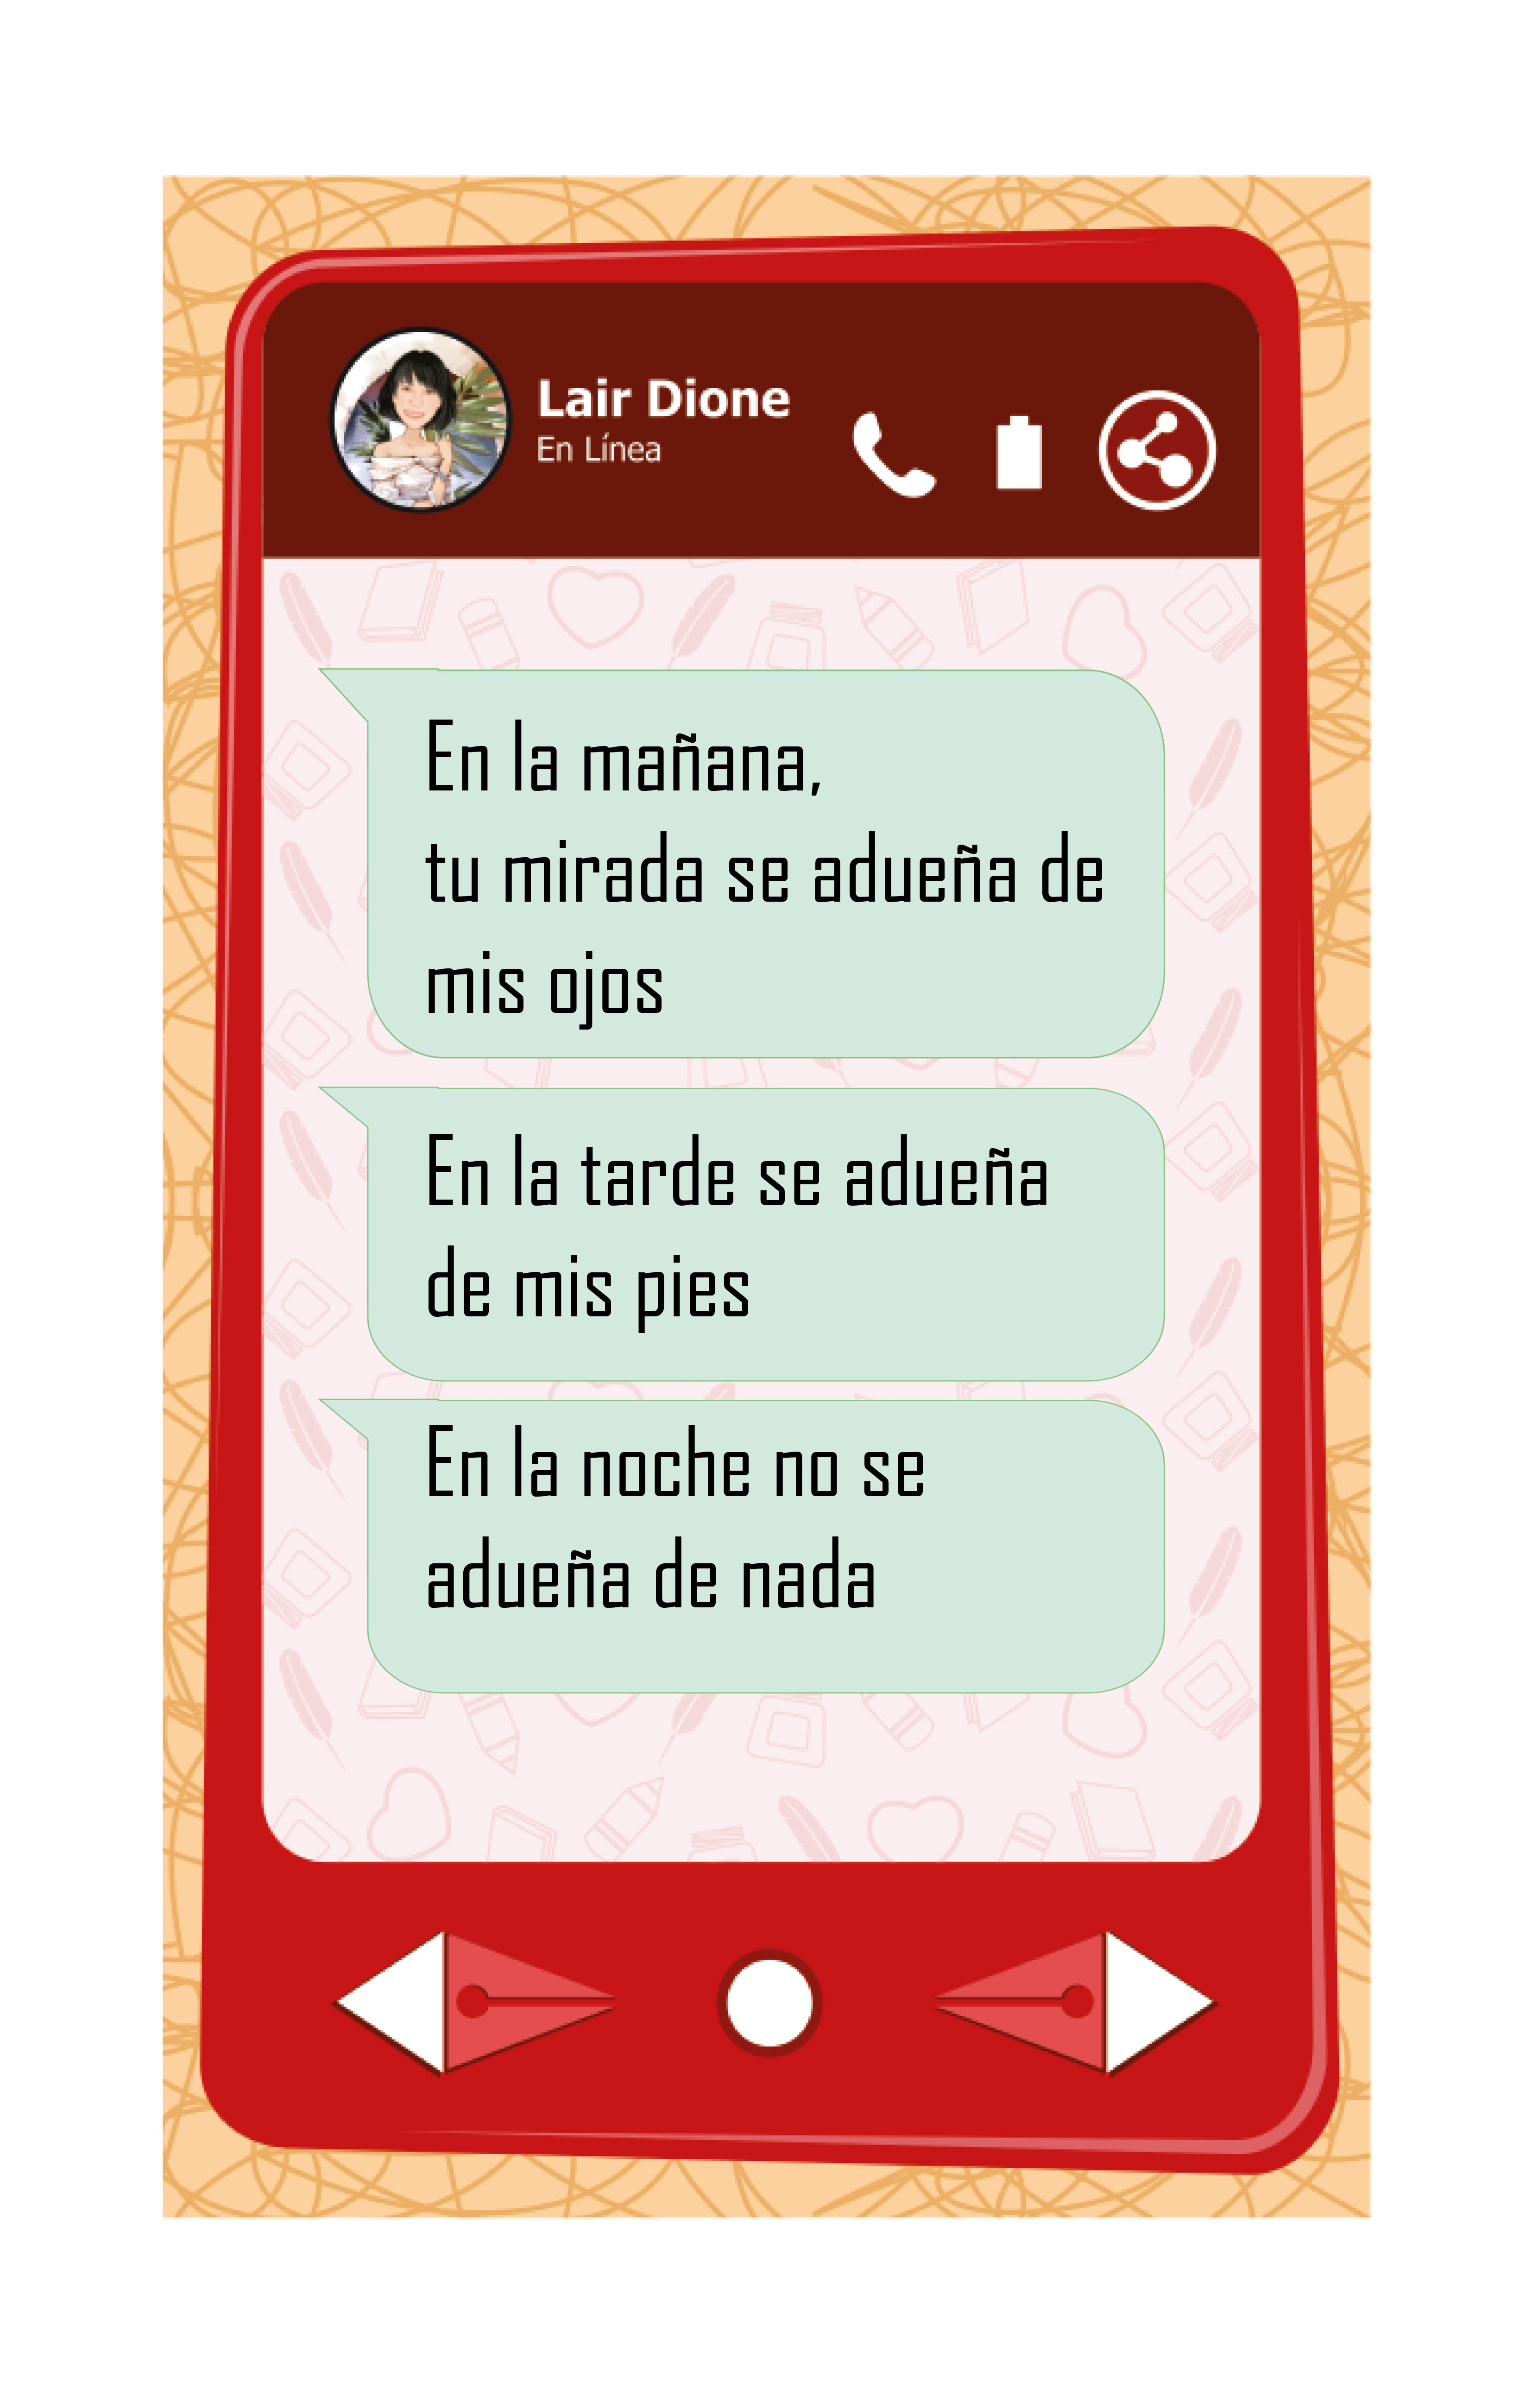 Lair Dione
En Línea
En la mañana,
tu mirada se adueña de
mis ojos
En la tarde se adueña
de mis pies
En la noche no se
adueña de nada